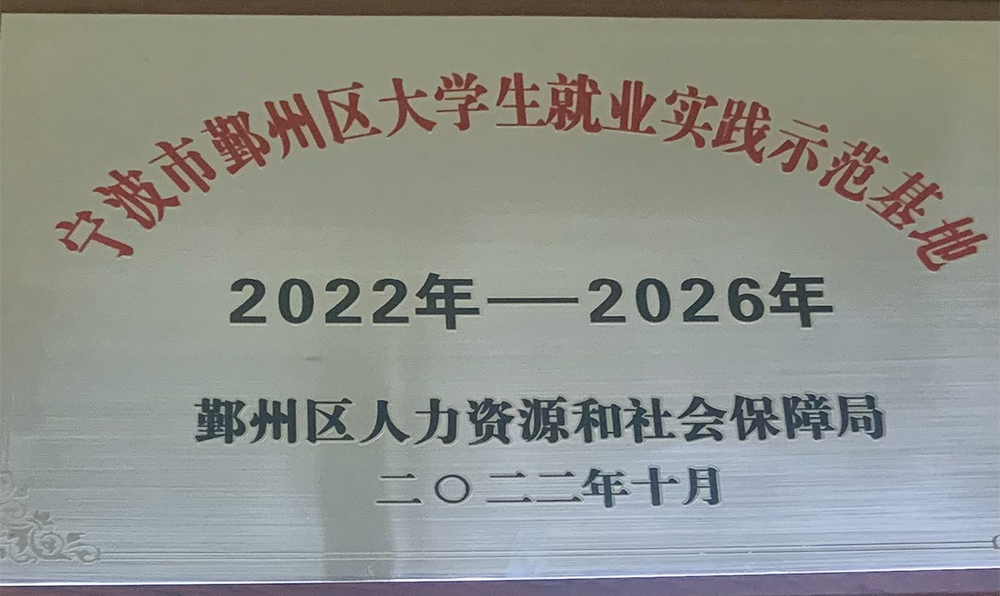 宁波市鄞州区大学生就业实践示范基地
2022年——2026年
鄞州区人力资源和社会保障局
二〇二二年十月